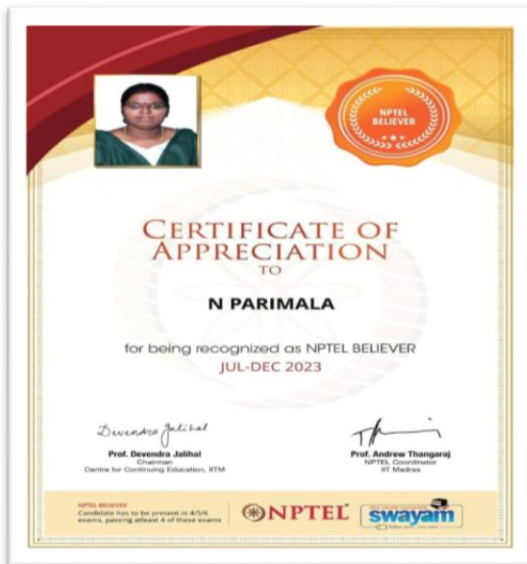 NPTEL
BELIEVER
CERTIFICATE OF
APPRECIATION
TO
N PARIMALA
for being recognized as NPTEL BELIEVER
JUL-DEC 2023
Devendra Jalihal
Prof. Devendra Jalihal
Chairman
Centre for Continuing Education, IITM
Prof. Andrew Thangaraj
NPTEL Coordinator
IIT Madras
NPTEL BELIEVER
Candidate has to be present in 4/5/6
exams, passing atleast 4 of these exams
NPTEL
swayam